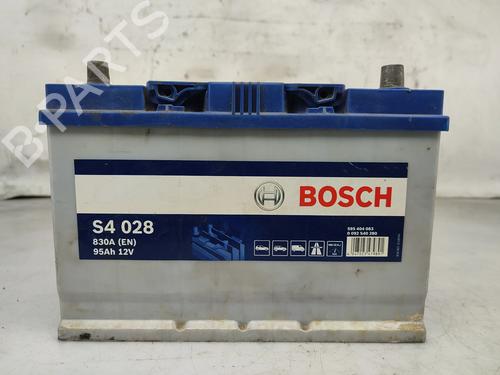 B-PARTS
BOSCH
S4 028
830A (EN)
95Ah 12V
595 404 083
0 092 S40 280